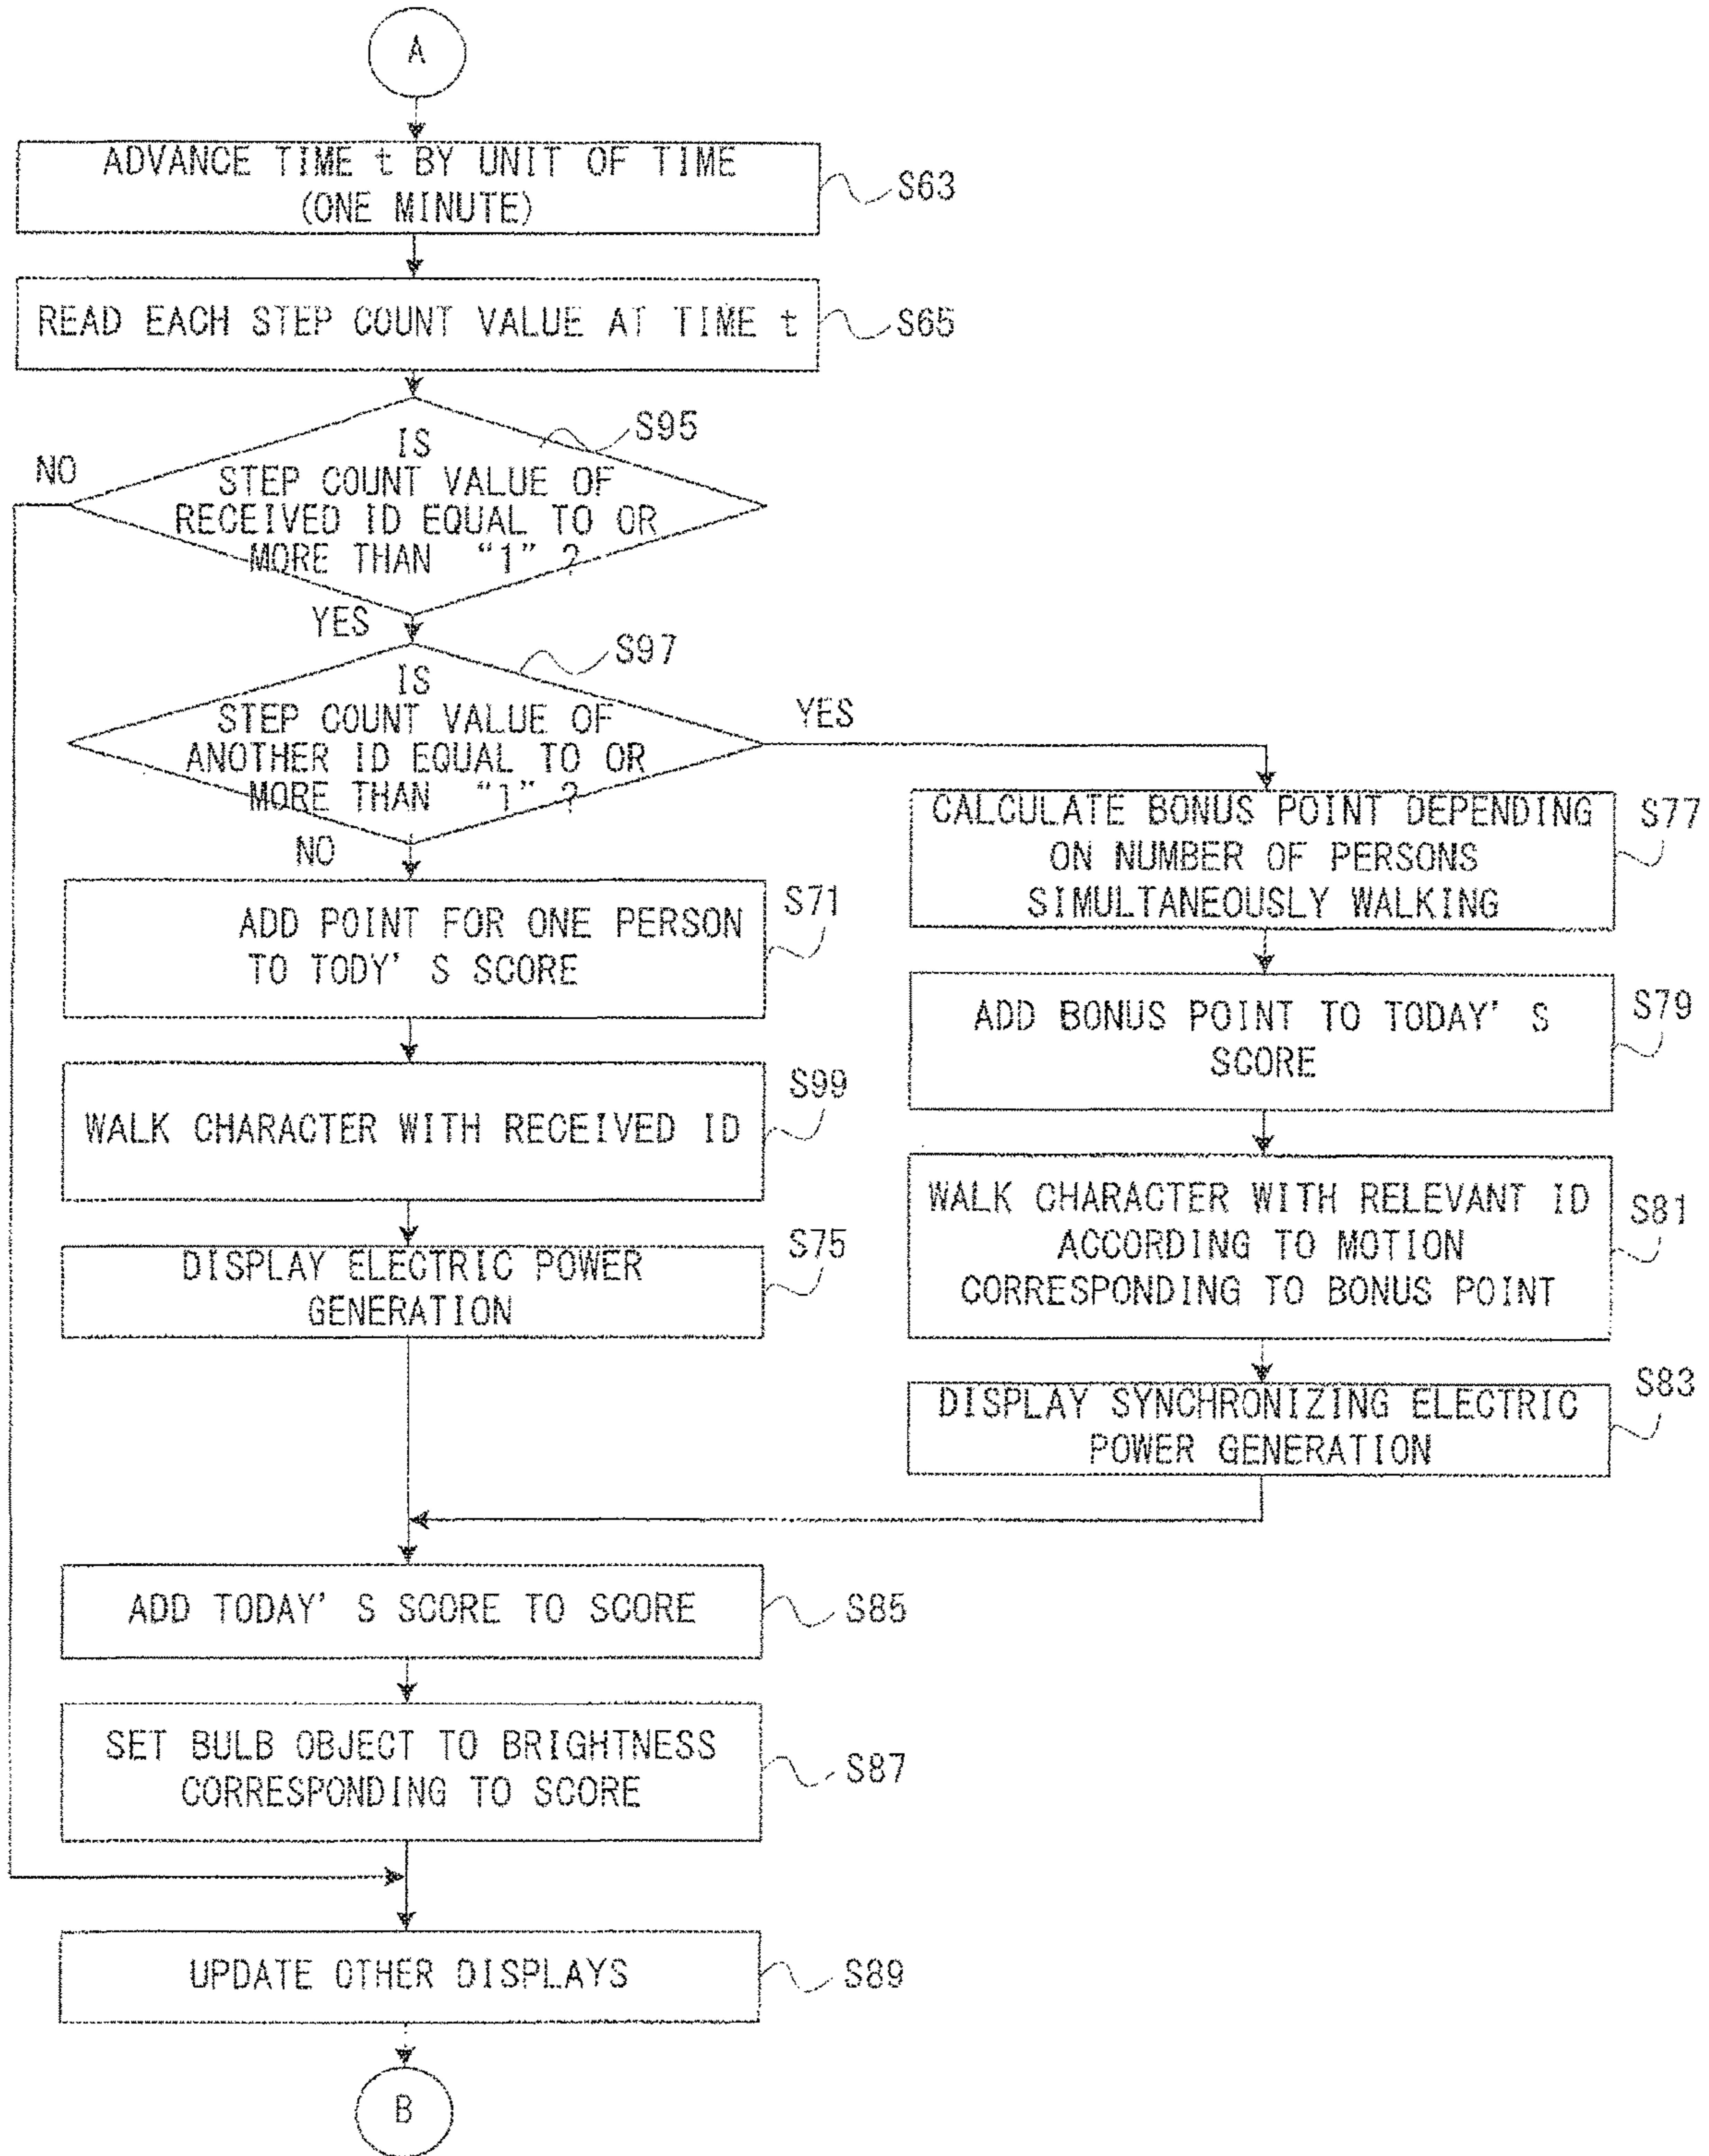 A
ADVANCE TIME t BY UNIT OF TIME
(ONE MINUTE)
S63
READ EACH STEP COUNT VALUE AT TIME t
S65
S95
IS
STEP COUNT VALUE OF
RECEIVED ID EQUAL TO OR
MORE THAN “1” ?
NO
YES
S97
IS
STEP COUNT VALUE OF
ANOTHER ID EQUAL TO OR
MORE THAN “1” ?
YES
NO
S71
ADD POINT FOR ONE PERSON
TO TODY' S SCORE
S99
WALK CHARACTER WITH RECEIVED ID
S75
DISPLAY ELECTRIC POWER
GENERATION
CALCULATE BONUS POINT DEPENDING
ON NUMBER OF PERSONS
SIMULTANEOUSLY WALKING
S77
ADD BONUS POINT TO TODAY' S
SCORE
S79
WALK CHARACTER WITH RELEVANT ID
ACCORDING TO MOTION
CORRESPONDING TO BONUS POINT
S81
DISPLAY SYNCHRONIZING ELECTRIC
POWER GENERATION
S83
ADD TODAY' S SCORE TO SCORE
S85
SET BULB OBJECT TO BRIGHTNESS
CORRESPONDING TO SCORE
S87
UPDATE OTHER DISPLAYS
S89
B